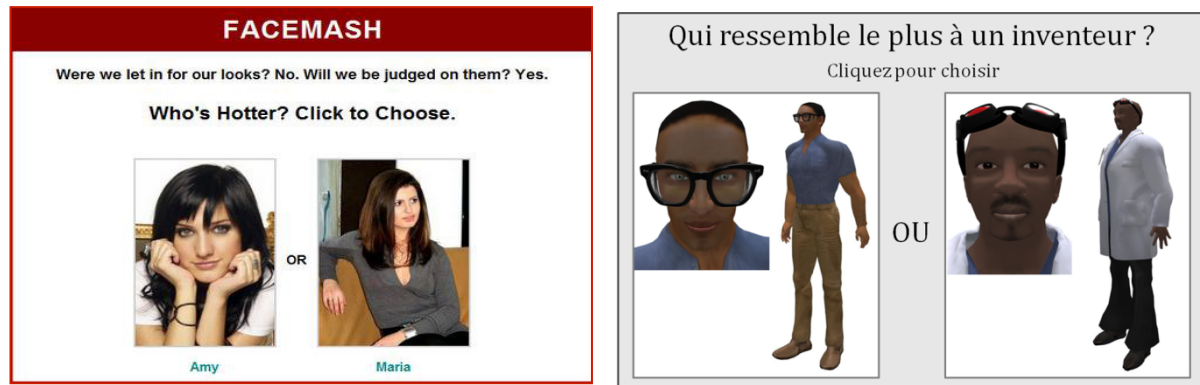 FACEMASH
Were we let in for our looks? No. Will we be judged on them? Yes.
Who's Hotter? Click to Choose.
OR
Amy
Maria
Qui ressemble le plus à un inventeur ?
Cliquez pour choisir
OU